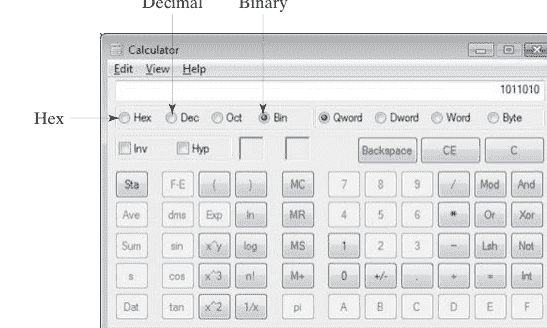 Decimal Binary
Calculator
Edit View Help
1011010
Hex Hex Dec Oct Bin Qword Dword Word Byte
Inv Hyp Backspace CE C
Sta F-E ( ) MC 7 8 9 / Mod And
Ave dms Exp ln MR 4 5 6 * Or Xor
Sum sin x^y log MS 1 2 3 - Lsh Not
s cos x^3 n! M+ 0 +/- . + = Int
Dat tan x^2 1/x pi A B C D E F